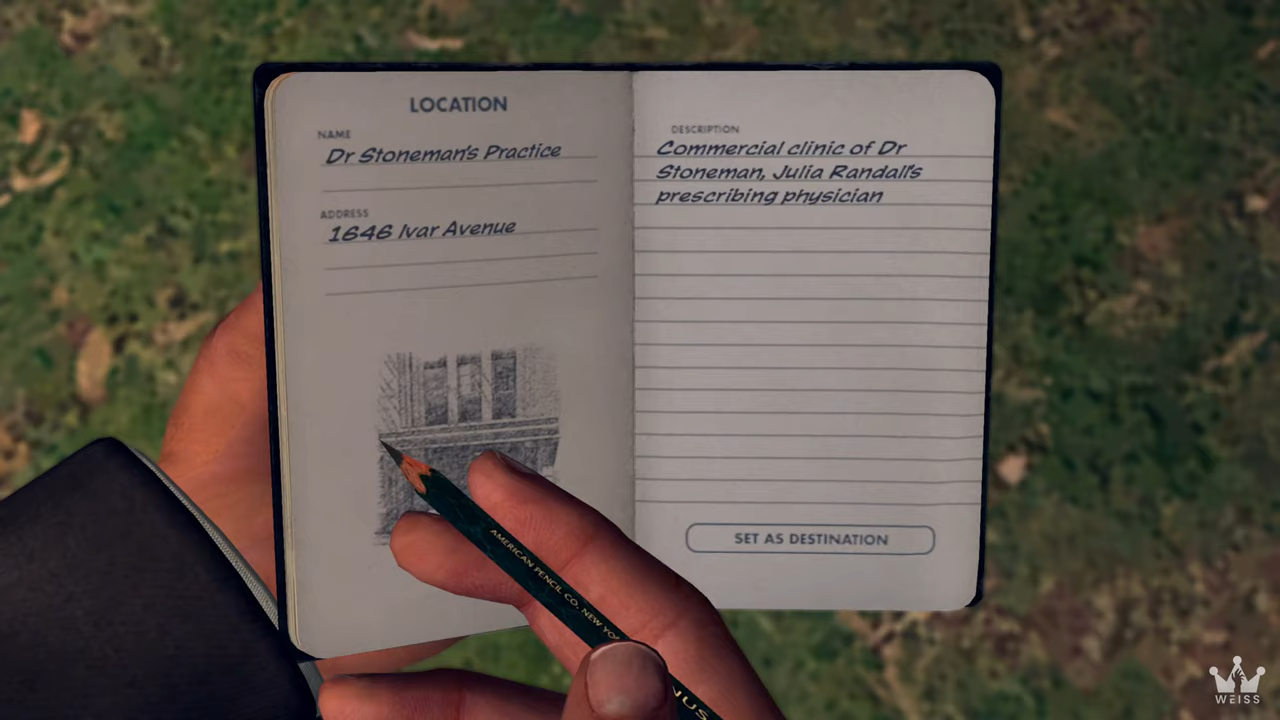 LOCATION
NAME
Dr Stoneman's Practice
ADDRESS
1646 Ivar Avenue
DESCRIPTION
Commercial clinic of Dr
Stoneman, Julia Randall's
prescribing physician
SET AS DESTINATION
AMERICAN PENCIL CO. NEW YO
NUS
WEISS